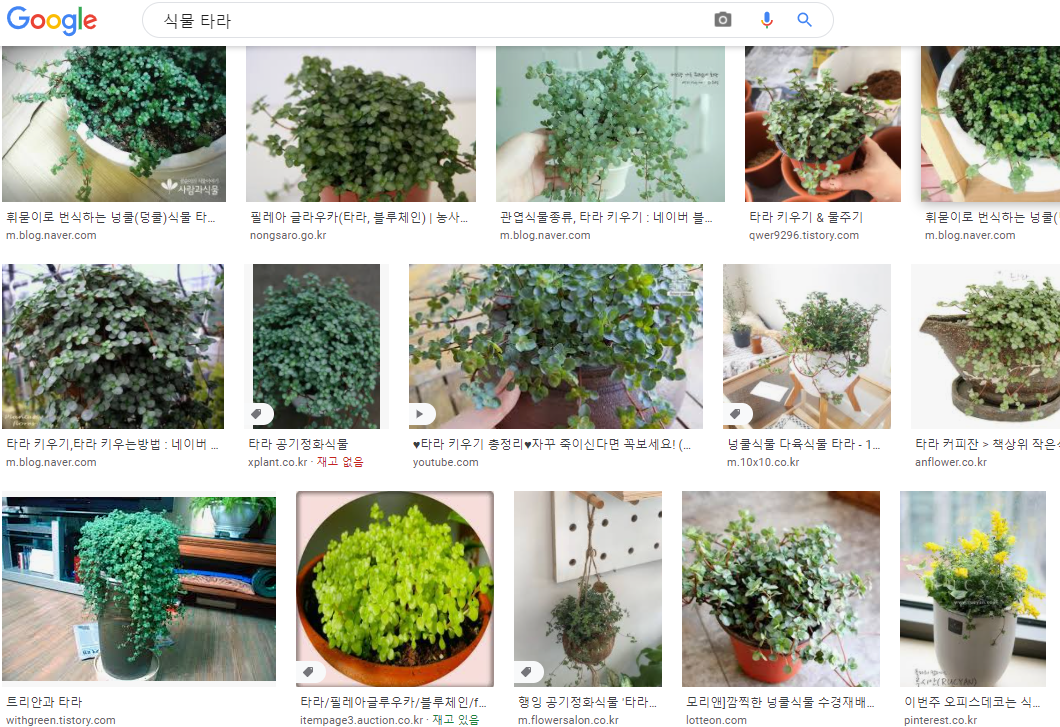 Google
식물 타라
사람과식물
휘묻이로 번식하는 넝쿨(덩쿨)식물 타...
m.blog.naver.com
필레아 글라우카(타라, 블루체인) | 농사...
nongsaro.go.kr
관엽식물종류, 타라 키우기 : 네이버 블...
m.blog.naver.com
타라 키우기 & 물주기
qwer9296.tistory.com
휘묻이로 번식하는 넝쿨(
m.blog.naver.com
타라 키우기,타라 키우는방법 : 네이버 ...
m.blog.naver.com
타라 공기정화식물
xplant.co.kr · 재고 없음
♥타라 키우기 총정리♥자꾸 죽이신다면 꼭보세요! (...
youtube.com
넝쿨식물 다육식물 타라 - 1...
m.10x10.co.kr
타라 커피잔 > 책상위 작은
anflower.co.kr
트리안과 타라
withgreen.tistory.com
타라/필레아글루우카/블루체인/f...
itempage3.auction.co.kr · 재고 있음
행잉 공기정화식물 '타라...
m.flowersalon.co.kr
모리앤]깜찍한 넝쿨식물 수경재배...
lotteon.com
이번주 오피스데코는 식...
pinterest.co.kr